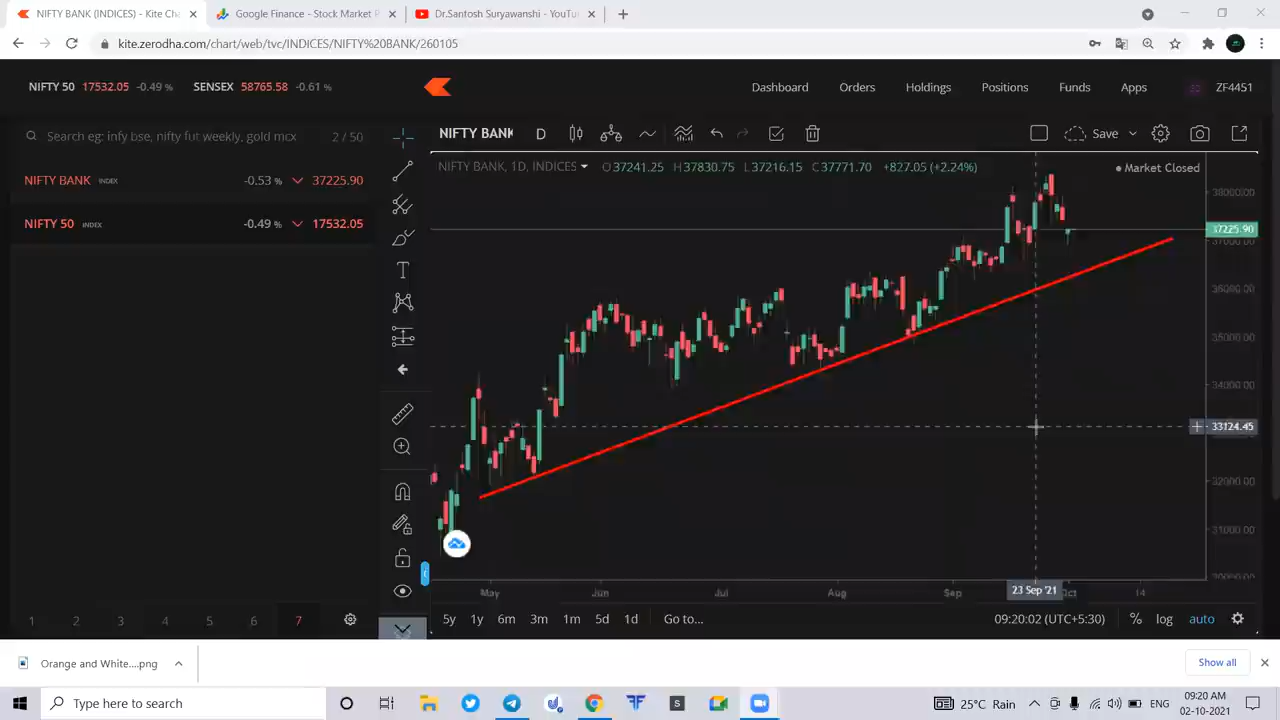 NIFTY BANK (INDICES) - Kite Cha
Google Finance - Stock Market P
Dr.Santosh Suryawanshi - YouTu
kite.zerodha.com/chart/web/tvc/INDICES/NIFTY%20BANK/260105
NIFTY 50 17532.05 -0.49 % SENSEX 58765.58 -0.61 %
Dashboard Orders Holdings Positions Funds Apps ZF4451
Search eg: infy bse, nifty fut weekly, gold mcx 2 / 50
NIFTY BANK D Save
NIFTY BANK, 1D, INDICES O37241.25 H37830.75 L37216.15 C37771.70 +827.05 (+2.24%) Market Closed
NIFTY BANK INDEX -0.53 % 37225.90
NIFTY 50 INDEX -0.49 % 17532.05
38000.00
37225.90
37000.00
36000.00
35000.00
34000.00
33124.45
32000.00
31000.00
30000.00
May Jun Jul Aug Sep 23 Sep '21 Oct 14
1 2 3 4 5 6 7
5y 1y 6m 3m 1m 5d 1d Go to... 09:20:02 (UTC+5:30) % log auto
Orange and White....png
Show all
Type here to search
25°C Rain
ENG
09:20 AM
02-10-2021